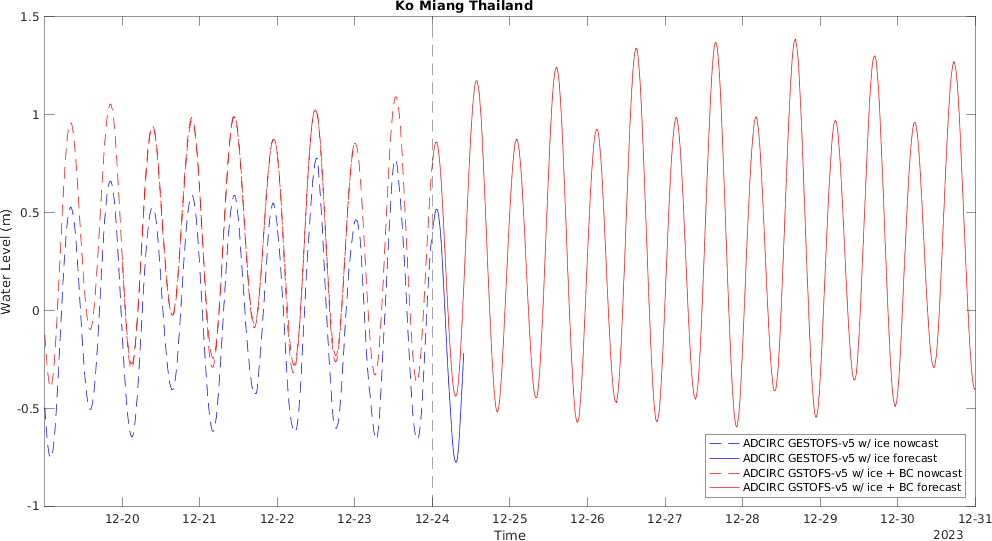 Ko Miang Thailand
1.5
1
0.5
0
-0.5
-1
Water Level (m)
12-20 12-21 12-22 12-23 12-24 12-25 12-26 12-27 12-28 12-29 12-30 12-31
Time
2023
ADCIRC GESTOFS-v5 w/ ice nowcast
ADCIRC GESTOFS-v5 w/ ice forecast
ADCIRC GSTOFS-v5 w/ ice + BC nowcast
ADCIRC GSTOFS-v5 w/ ice + BC forecast